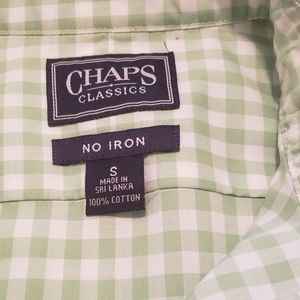 CHAPS
CLASSICS
NO IRON
S
MADE IN
SRI LANKA
100% COTTON